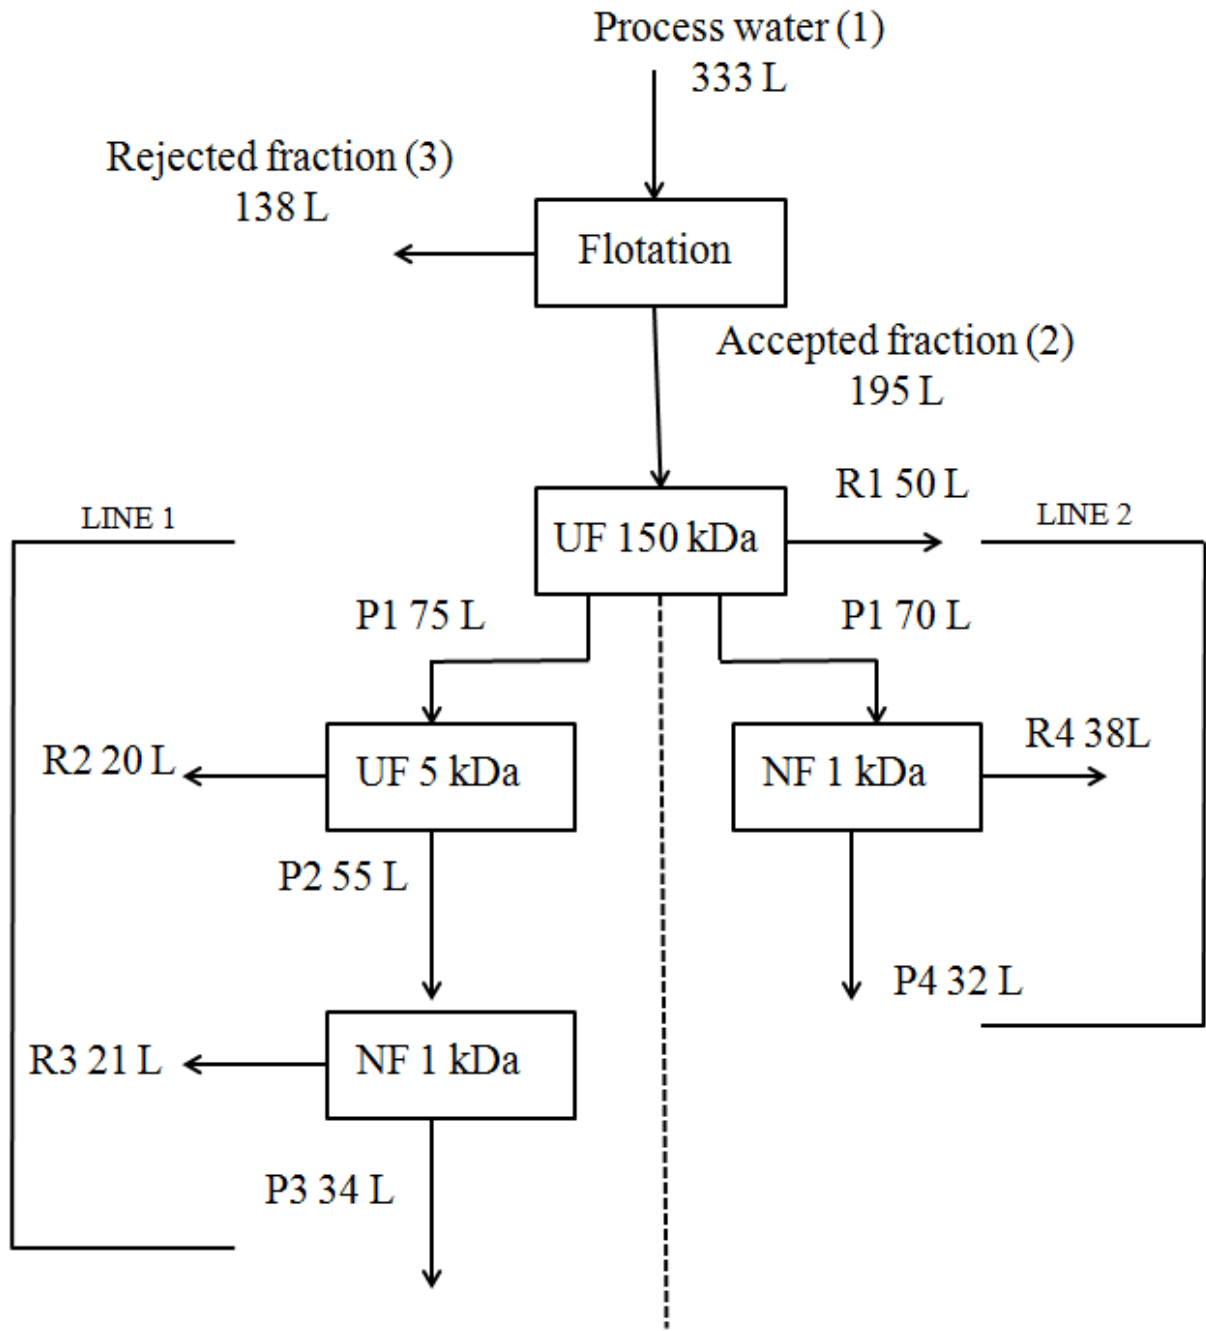 Process water (1)
333 L
Rejected fraction (3)
138 L
Flotation
Accepted fraction (2)
195 L
R1 50 L
LINE 1
UF 150 kDa
LINE 2
P1 75 L
P1 70 L
R2 20 L
UF 5 kDa
NF 1 kDa
R4 38L
P2 55 L
P4 32 L
R3 21 L
NF 1 kDa
P3 34 L